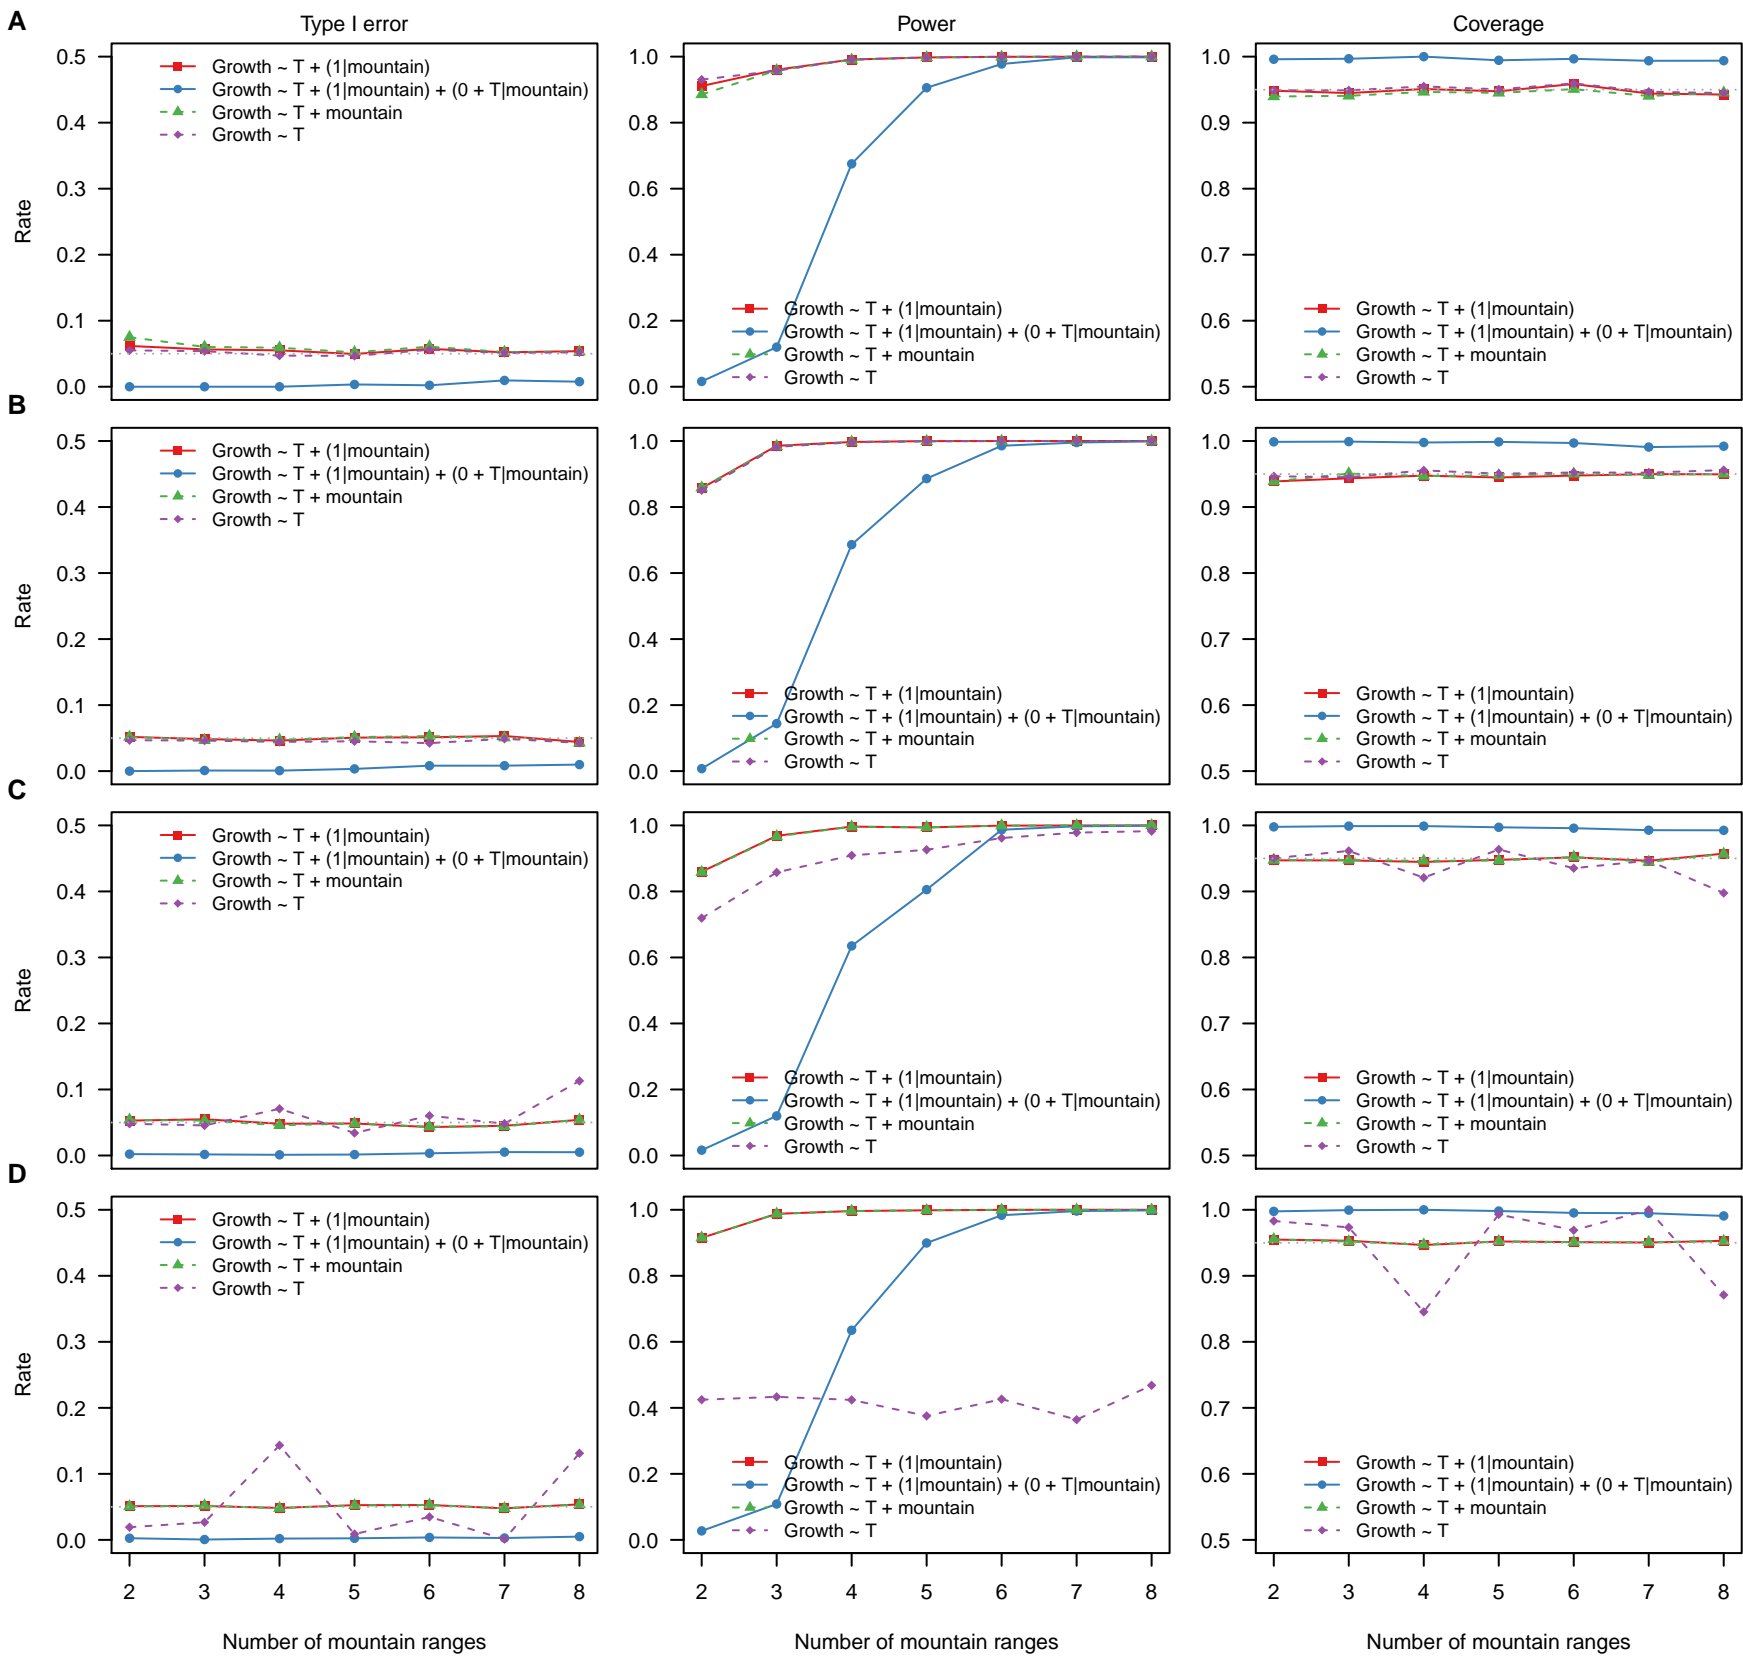 A
Type I error
Power
Coverage
Rate
0.5
0.4
0.3
0.2
0.1
0.0
Growth ~ T + (1|mountain)
Growth ~ T + (1|mountain) + (0 + T|mountain)
Growth ~ T + mountain
Growth ~ T
1.0
0.8
0.6
0.4
0.2
0.0
Growth ~ T + (1|mountain)
Growth ~ T + (1|mountain) + (0 + T|mountain)
Growth ~ T + mountain
Growth ~ T
1.0
0.9
0.8
0.7
0.6
0.5
Growth ~ T + (1|mountain)
Growth ~ T + (1|mountain) + (0 + T|mountain)
Growth ~ T + mountain
Growth ~ T
B
Rate
0.5
0.4
0.3
0.2
0.1
0.0
Growth ~ T + (1|mountain)
Growth ~ T + (1|mountain) + (0 + T|mountain)
Growth ~ T + mountain
Growth ~ T
1.0
0.8
0.6
0.4
0.2
0.0
Growth ~ T + (1|mountain)
Growth ~ T + (1|mountain) + (0 + T|mountain)
Growth ~ T + mountain
Growth ~ T
1.0
0.9
0.8
0.7
0.6
0.5
Growth ~ T + (1|mountain)
Growth ~ T + (1|mountain) + (0 + T|mountain)
Growth ~ T + mountain
Growth ~ T
C
Rate
0.5
0.4
0.3
0.2
0.1
0.0
Growth ~ T + (1|mountain)
Growth ~ T + (1|mountain) + (0 + T|mountain)
Growth ~ T + mountain
Growth ~ T
1.0
0.8
0.6
0.4
0.2
0.0
Growth ~ T + (1|mountain)
Growth ~ T + (1|mountain) + (0 + T|mountain)
Growth ~ T + mountain
Growth ~ T
1.0
0.9
0.8
0.7
0.6
0.5
Growth ~ T + (1|mountain)
Growth ~ T + (1|mountain) + (0 + T|mountain)
Growth ~ T + mountain
Growth ~ T
D
Rate
0.5
0.4
0.3
0.2
0.1
0.0
Growth ~ T + (1|mountain)
Growth ~ T + (1|mountain) + (0 + T|mountain)
Growth ~ T + mountain
Growth ~ T
2 3 4 5 6 7 8
Number of mountain ranges
1.0
0.8
0.6
0.4
0.2
0.0
Growth ~ T + (1|mountain)
Growth ~ T + (1|mountain) + (0 + T|mountain)
Growth ~ T + mountain
Growth ~ T
2 3 4 5 6 7 8
Number of mountain ranges
1.0
0.9
0.8
0.7
0.6
0.5
Growth ~ T + (1|mountain)
Growth ~ T + (1|mountain) + (0 + T|mountain)
Growth ~ T + mountain
Growth ~ T
2 3 4 5 6 7 8
Number of mountain ranges